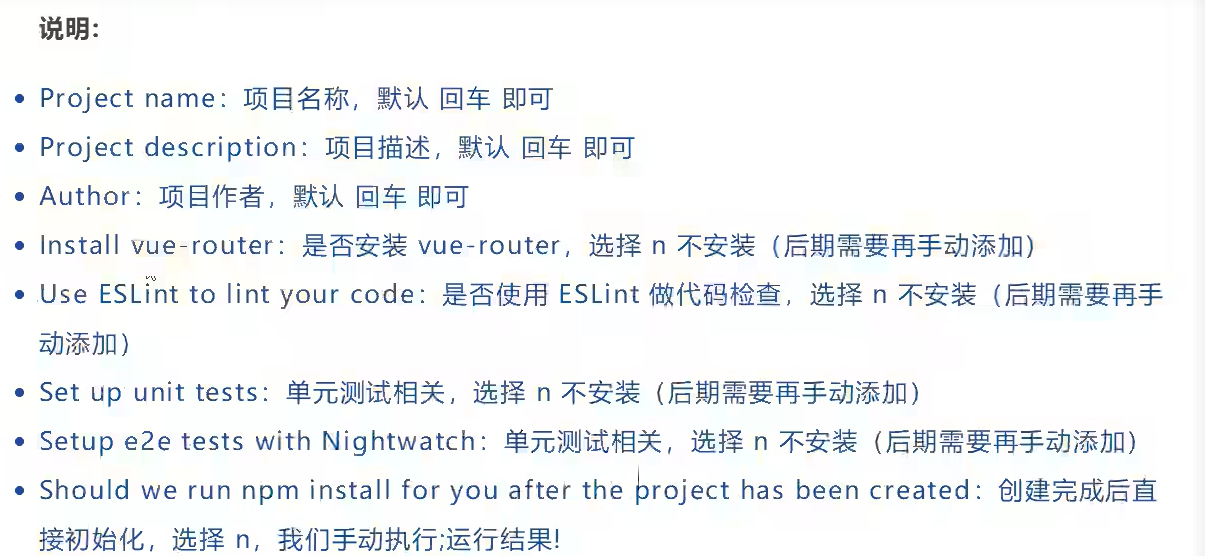 说明:
Project name：项目名称，默认 回车 即可
Project description：项目描述，默认 回车 即可
Author：项目作者，默认 回车 即可
Install vue-router：是否安装 vue-router，选择 n 不安装（后期需要再手动添加）
Use ESLint to lint your code：是否使用 ESLint 做代码检查，选择 n 不安装（后期需要再手
动添加）
Set up unit tests：单元测试相关，选择 n 不安装（后期需要再手动添加）
Setup e2e tests with Nightwatch：单元测试相关，选择 n 不安装（后期需要再手动添加）
Should we run npm install for you after the project has been created：创建完成后直
接初始化，选择 n，我们手动执行;运行结果!